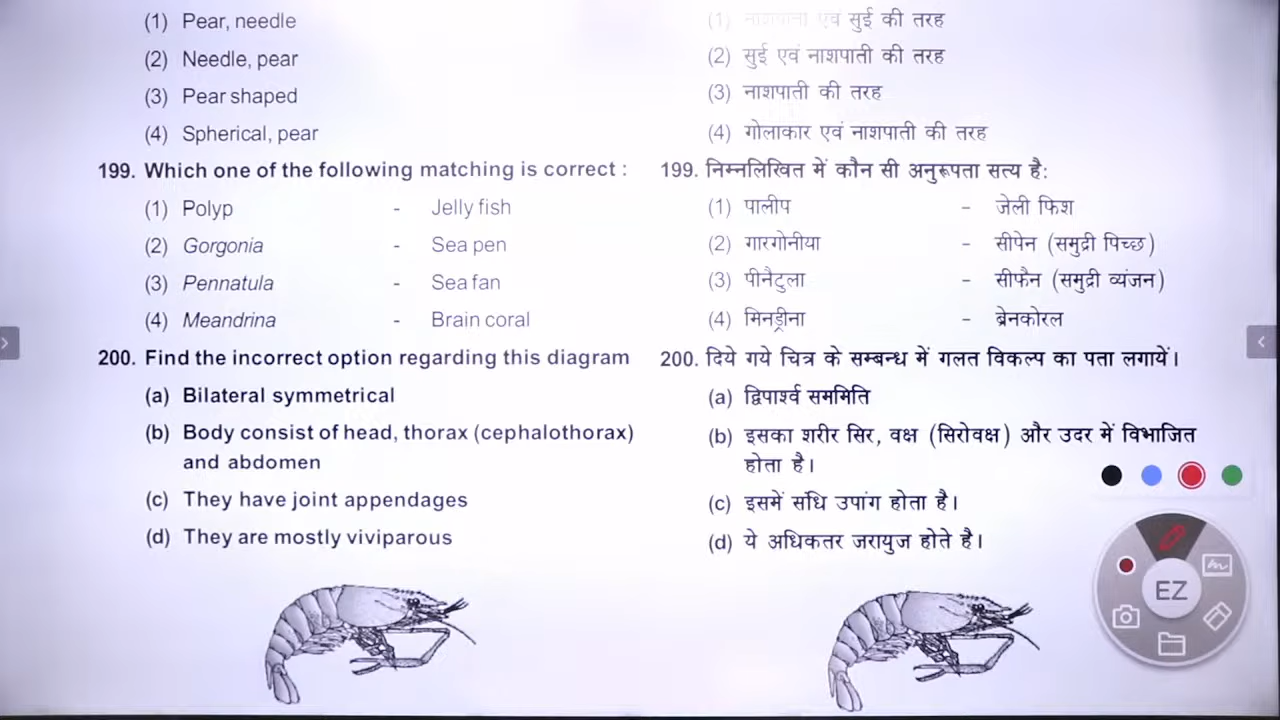 (1) Pear, needle
(2) Needle, pear
(3) Pear shaped
(4) Spherical, pear
199. Which one of the following matching is correct :
(1) Polyp - Jelly fish
(2) Gorgonia - Sea pen
(3) Pennatula - Sea fan
(4) Meandrina - Brain coral
200. Find the incorrect option regarding this diagram
(a) Bilateral symmetrical
(b) Body consist of head, thorax (cephalothorax)
and abdomen
(c) They have joint appendages
(d) They are mostly viviparous
(1) नाशपाती एवं सुई की तरह
(2) सुई एवं नाशपाती की तरह
(3) नाशपाती की तरह
(4) गोलाकार एवं नाशपाती की तरह
199. निम्नलिखित में कौन सी अनुरूपता सत्य है:
(1) पालीप - जेली फिश
(2) गारगोनीया - सीपेन (समुद्री पिच्छ)
(3) पीनैटुला - सीफैन (समुद्री व्यंजन)
(4) मिनड्रीना - ब्रेनकोरल
200. दिये गये चित्र के सम्बन्ध में गलत विकल्प का पता लगायें।
(a) द्विपार्श्व सममिति
(b) इसका शरीर सिर, वक्ष (सिरोवक्ष) और उदर में विभाजित
होता है।
(c) इसमें संधि उपांग होता है।
(d) ये अधिकतर जरायुज होते है।
EZ